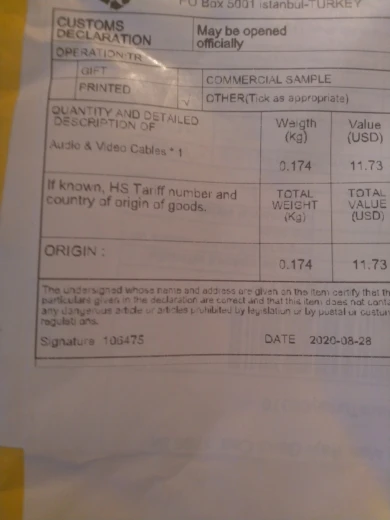 PO Box 5001 istanbul-TURKEY
CUSTOMS
DECLARATION
May be opened
officially
OPERATION:TR
GIFT
COMMERCIAL SAMPLE
PRINTED
√
OTHER(Tick as appropriate)
QUANTITY AND DETAILED
DESCRIPTION OF
Weigth
(kg)
Value
(USD)
Audio & Video Cables * 1
0.174
11.73
If known, HS Tariff number and
country of origin of goods.
TOTAL
WEIGHT
(Kg)
TOTAL
VALUE
(USD)
ORIGIN :
0.174
11.73
The undersigned whose name and address are given on the item certify that th
particulars given in the declaration are correct and that this item does not conta
any dangerous article or articles prohibited by legislation or by postal or custom
regulati ons.
Signature 106475
DATE 2020-08-28